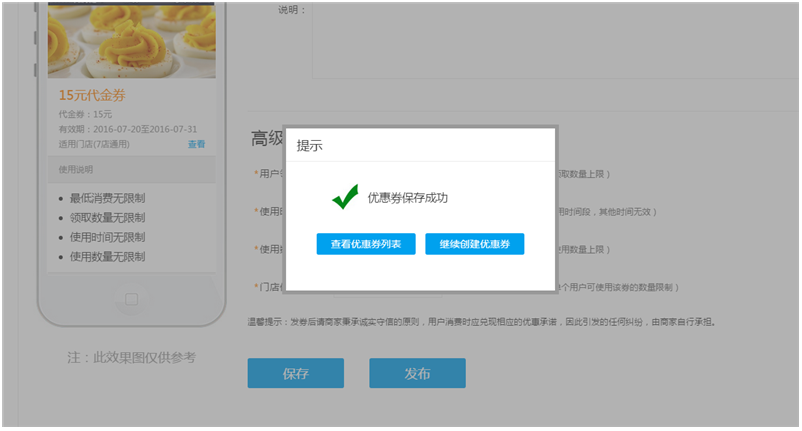 说明：
15元代金券
代金券：15元
有效期：2016-07-20至2016-07-31
适用门店(7店通用) 查看
使用说明
最低消费无限制
领取数量无限制
使用时间无限制
使用数量无限制
注：此效果图仅供参考
高级
*用户
取数量上限）
*使用
用时间段，其他时间无效）
*使用
使用数量上限）
*门店
个用户可使用该券的数量限制）
提示
优惠券保存成功
查看优惠券列表 继续创建优惠券
温馨提示：发券后请商家秉承诚实守信的原则，用户消费时应兑现相应的优惠承诺，因此引发的任何纠纷，由商家自行承担。
保存 发布